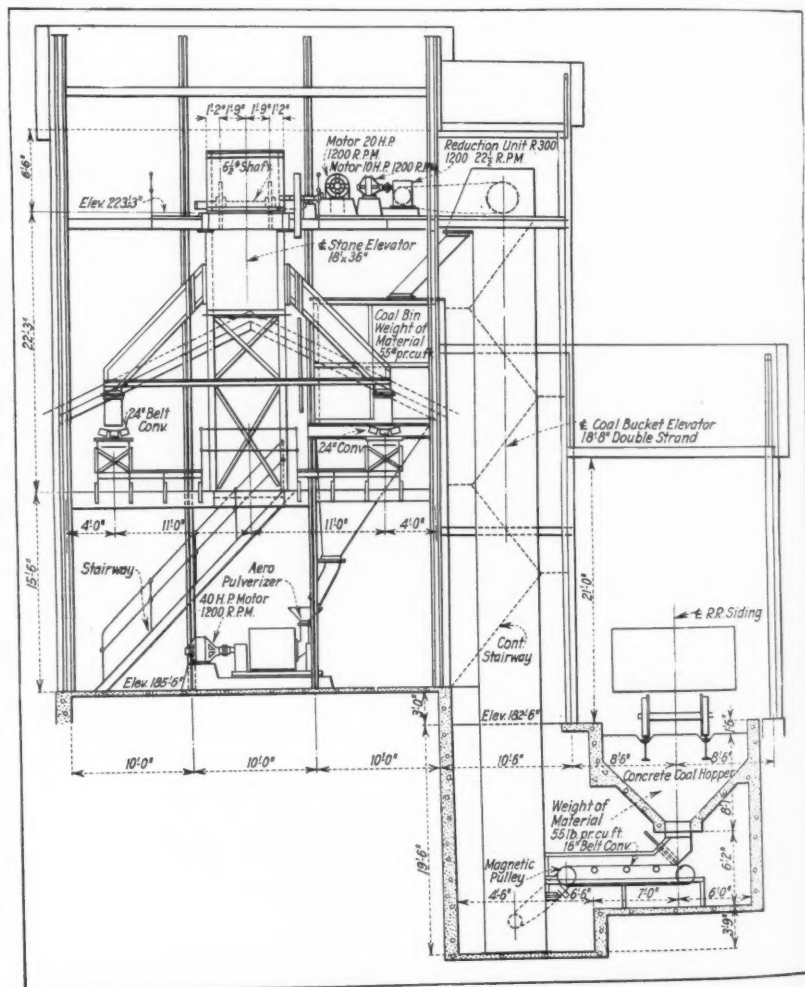 1'-2" 1'-9" 1'-9" 1'-2"
Motor 20 H.P.
1200 R.P.M.
Motor 10 H.P. 1200 R.P.M.
Reduction Unit R300
1200 22½ R.P.M.
6½"⌀ Shaft
6'-6"
Elev. 223'-3"
℄ Stone Elevator
18" x 36"
22'-3"
Coal Bin
Weight of
Material
55# pr. cu. ft.
24" Belt
Conv.
24" Conv.
℄ Coal Bucket Elevator
18'-8" Double Strand
4'-0" 11'-0" 11'-0" 4'-0"
15'-6"
Stairway
Aero
Pulverizer
40 H.P. Motor
1200 R.P.M.
Cont.
Stairway
21'-0"
℄ R.R. Siding
Elev. 185'-6"
3'-0"
Elev. 182'-6"
1'-6"
10'-0" 10'-0" 10'-0" 10'-6" 8'-6" 8'-6"
Concrete Coal Hopper
Weight of
Material
55 lb. pr. cu. ft.
16" Belt Conv.
6'-2"
19'-6"
Magnetic
Pulley
4'-6" 6'-6" 7'-0" 6'-0"
3'-9"